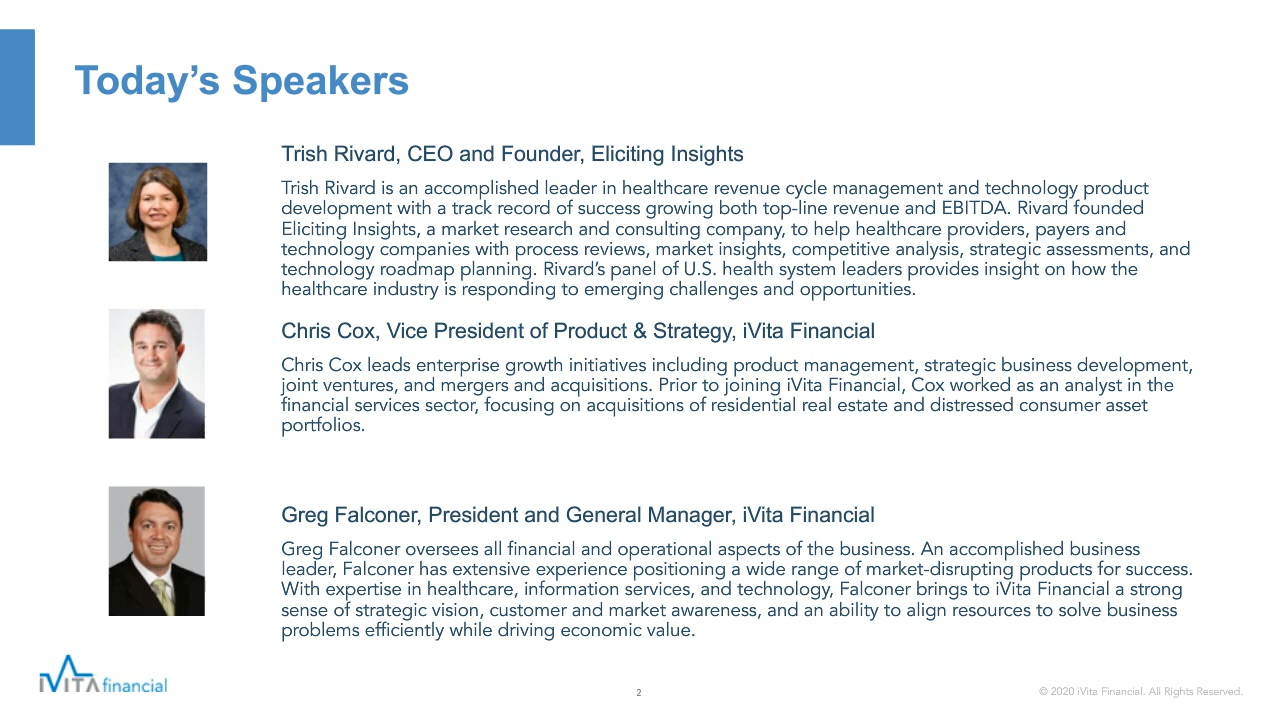 Today’s Speakers
Trish Rivard, CEO and Founder, Eliciting Insights
Trish Rivard is an accomplished leader in healthcare revenue cycle management and technology product
development with a track record of success growing both top-line revenue and EBITDA. Rivard founded
Eliciting Insights, a market research and consulting company, to help healthcare providers, payers and
technology companies with process reviews, market insights, competitive analysis, strategic assessments, and
technology roadmap planning. Rivard’s panel of U.S. health system leaders provides insight on how the
healthcare industry is responding to emerging challenges and opportunities.
Chris Cox, Vice President of Product & Strategy, iVita Financial
Chris Cox leads enterprise growth initiatives including product management, strategic business development,
joint ventures, and mergers and acquisitions. Prior to joining iVita Financial, Cox worked as an analyst in the
financial services sector, focusing on acquisitions of residential real estate and distressed consumer asset
portfolios.
Greg Falconer, President and General Manager, iVita Financial
Greg Falconer oversees all financial and operational aspects of the business. An accomplished business
leader, Falconer has extensive experience positioning a wide range of market-disrupting products for success.
With expertise in healthcare, information services, and technology, Falconer brings to iVita Financial a strong
sense of strategic vision, customer and market awareness, and an ability to align resources to solve business
problems efficiently while driving economic value.
iVITA financial
2
© 2020 iVita Financial. All Rights Reserved.